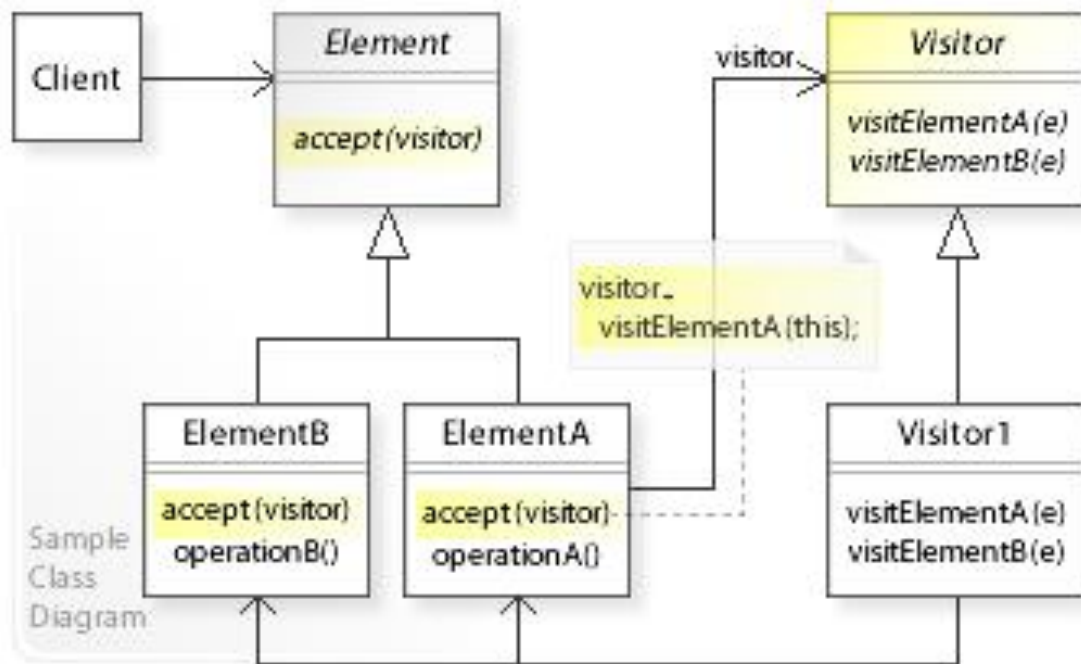 Client
Element
accept(visitor)
visitor
Visitor
visitElementA(e)
visitElementB(e)
visitor.
visitElementA(this);
ElementB
accept(visitor)
operationB()
ElementA
accept(visitor)
operationA()
Visitor1
visitElementA(e)
visitElementB(e)
Sample
Class
Diagram